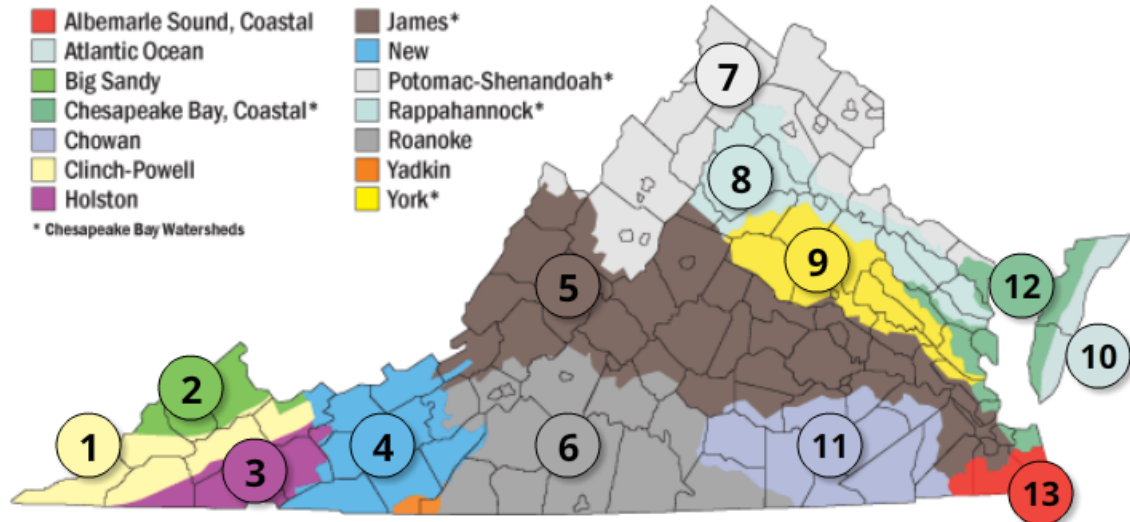 Albemarle Sound, Coastal
Atlantic Ocean
Big Sandy
Chesapeake Bay, Coastal*
Chowan
Clinch-Powell
Holston
* Chesapeake Bay Watersheds
James*
New
Potomac-Shenandoah*
Rappahannock*
Roanoke
Yadkin
York*
7
8
9
5
12
10
2
1
3
4
6
11
13